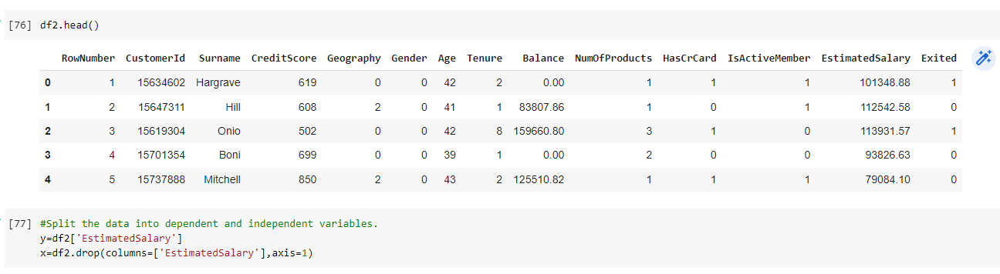 [76] df2.head()
RowNumber CustomerId Surname CreditScore Geography Gender Age Tenure Balance NumOfProducts HasCrCard IsActiveMember EstimatedSalary Exited
0 1 15634602 Hargrave 619 0 0 42 2 0.00 1 1 1 101348.88 1
1 2 15647311 Hill 608 2 0 41 1 83807.86 1 0 1 112542.58 0
2 3 15619304 Onio 502 0 0 42 8 159660.80 3 1 0 113931.57 1
3 4 15701354 Boni 699 0 0 39 1 0.00 2 0 0 93826.63 0
4 5 15737888 Mitchell 850 2 0 43 2 125510.82 1 1 1 79084.10 0
[77] #Split the data into dependent and independent variables.
y=df2['EstimatedSalary']
x=df2.drop(columns=['EstimatedSalary'],axis=1)